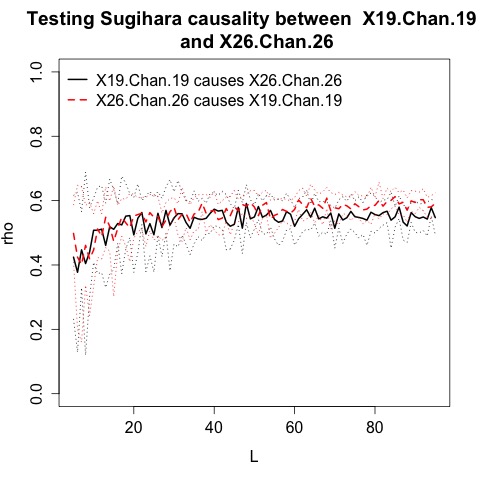 Testing Sugihara causality between X19.Chan.19
and X26.Chan.26
X19.Chan.19 causes X26.Chan.26
X26.Chan.26 causes X19.Chan.19
1.0
0.8
0.6
0.4
0.2
0.0
rho
20 40 60 80
L